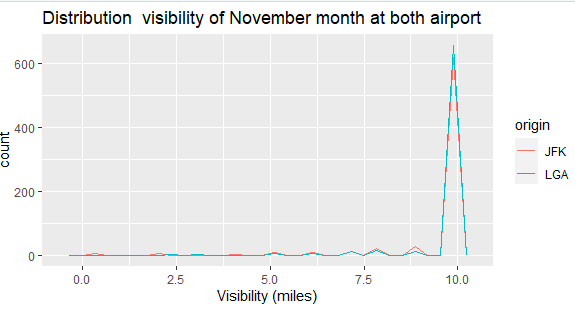 Distribution  visibility of November month at both airport
600
400
200
0
count
0.0 2.5 5.0 7.5 10.0
Visibility (miles)
origin
JFK
LGA